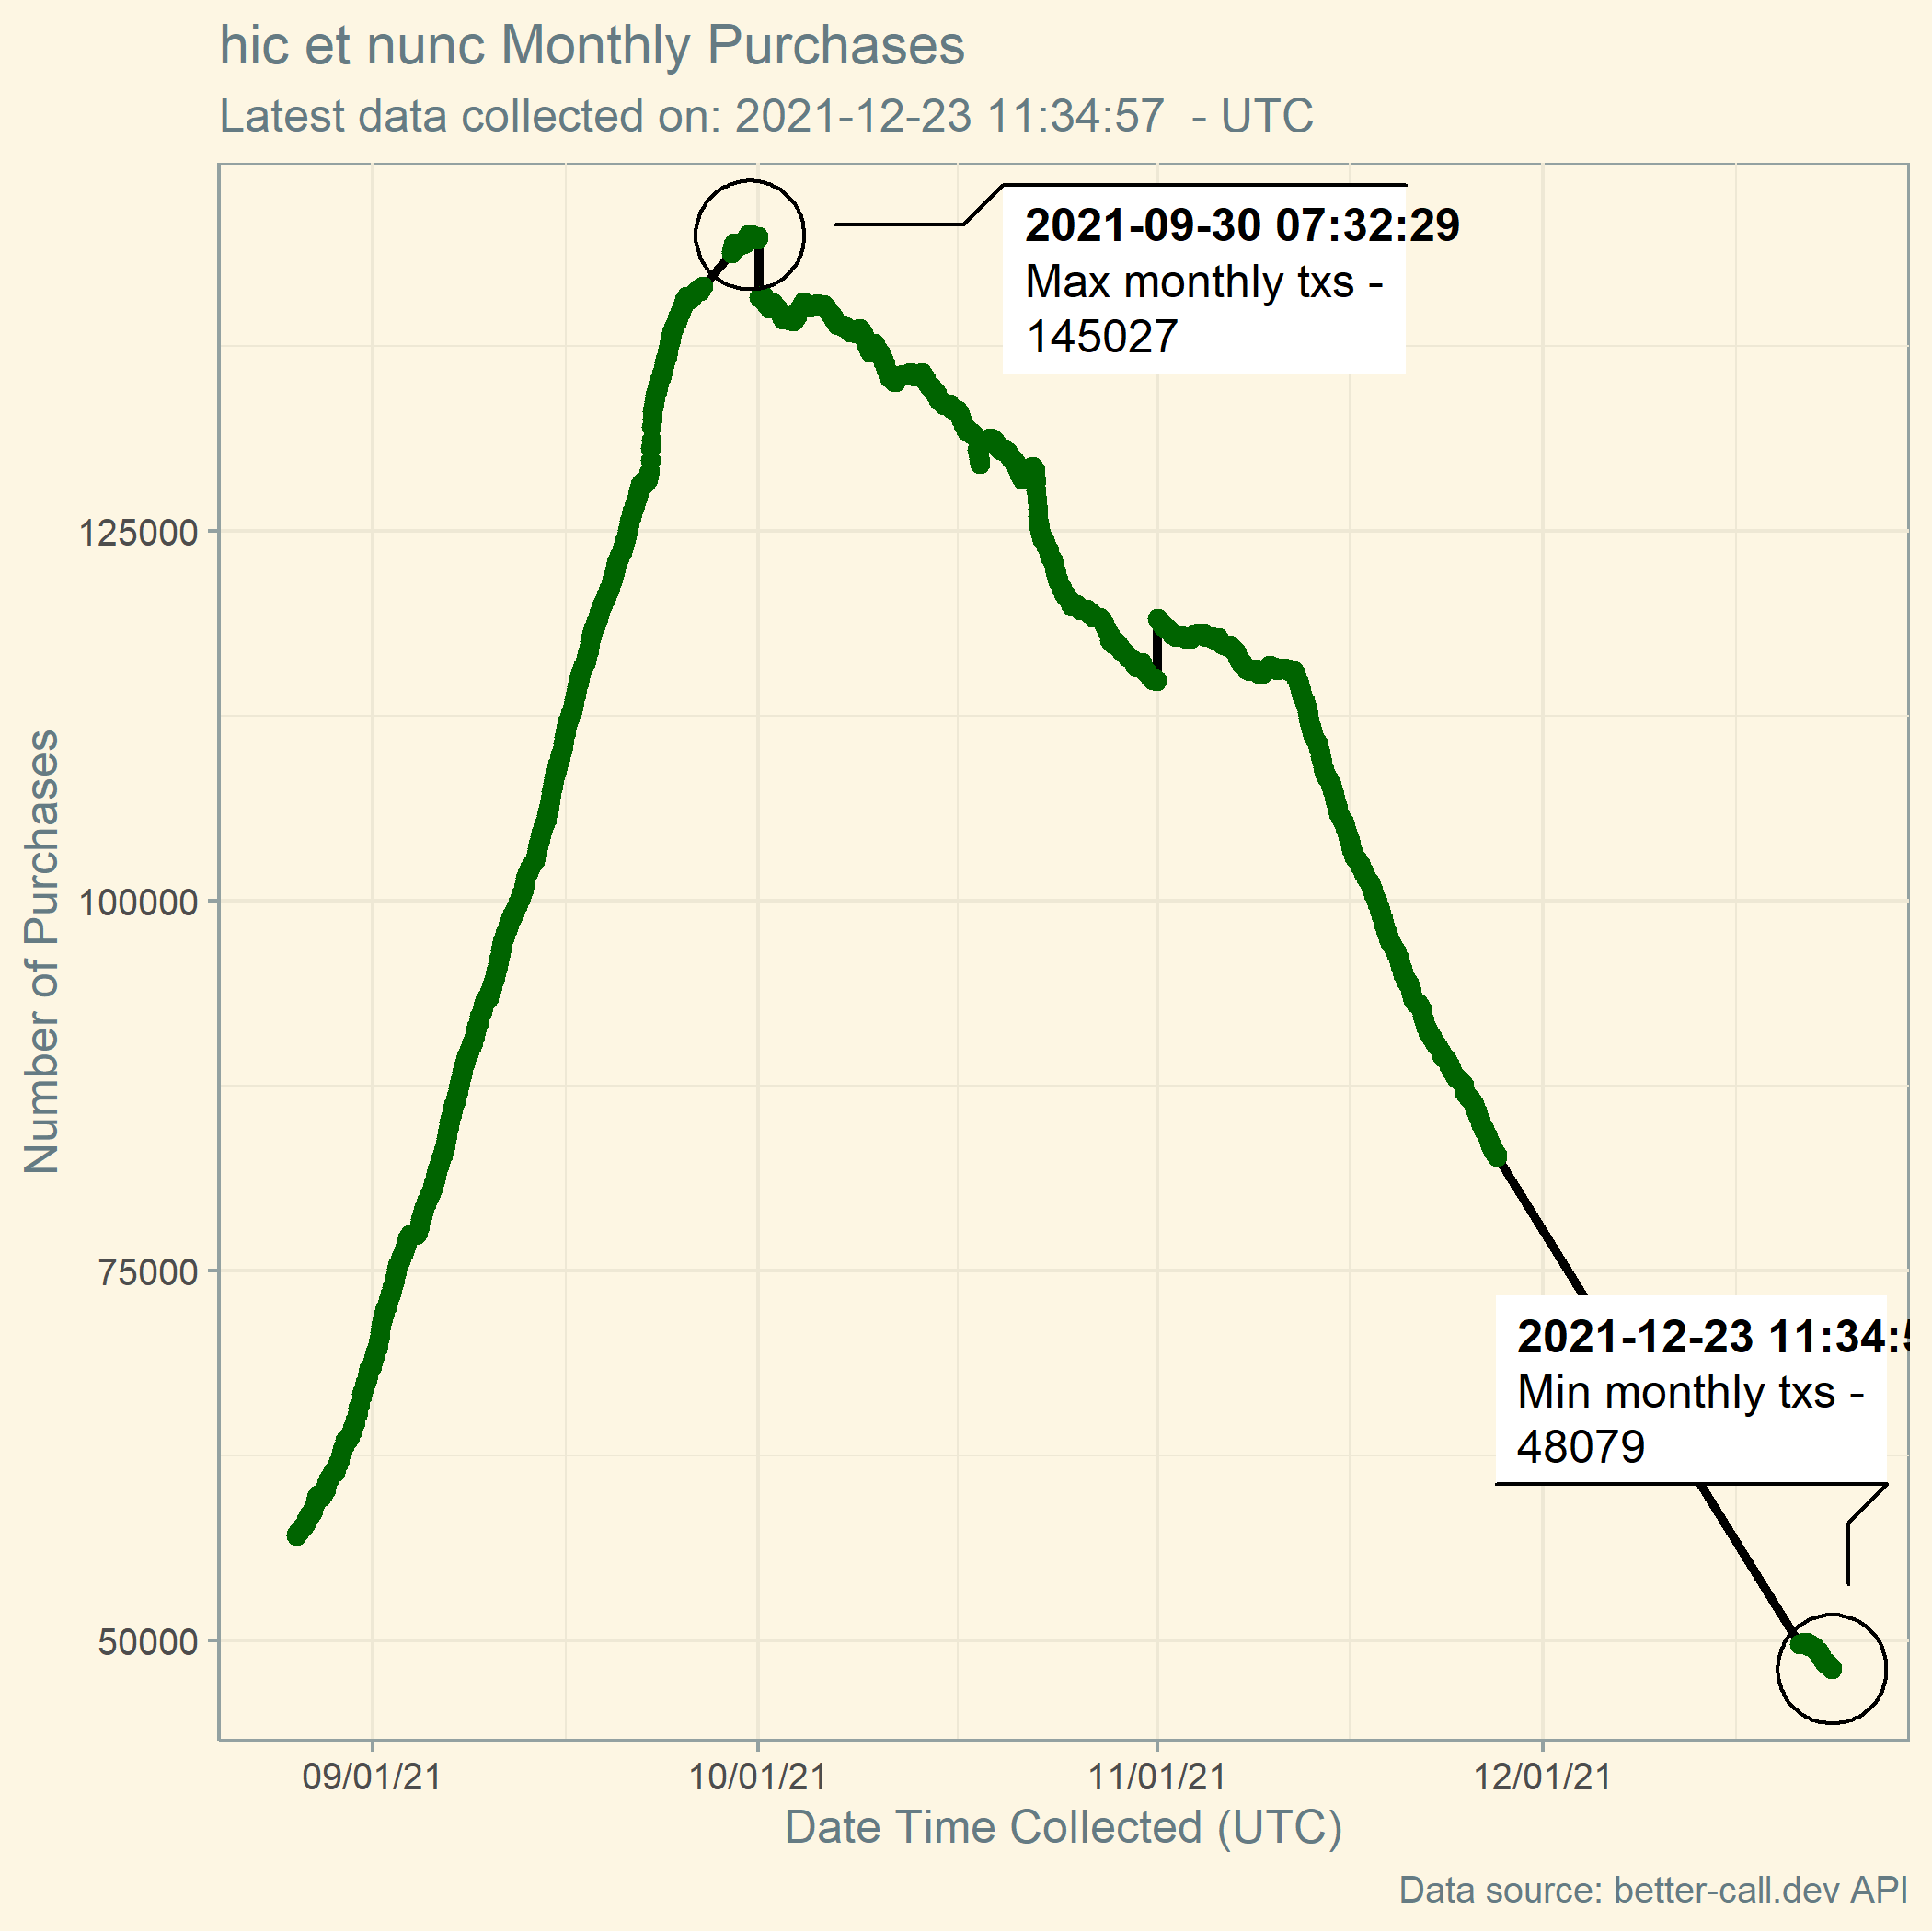 hic et nunc Monthly Purchases
Latest data collected on: 2021-12-23 11:34:57 - UTC
2021-09-30 07:32:29
Max monthly txs -
145027
125000
100000
75000
50000
Number of Purchases
2021-12-23 11:34:5
Min monthly txs -
48079
09/01/21
10/01/21
11/01/21
12/01/21
Date Time Collected (UTC)
Data source: better-call.dev API